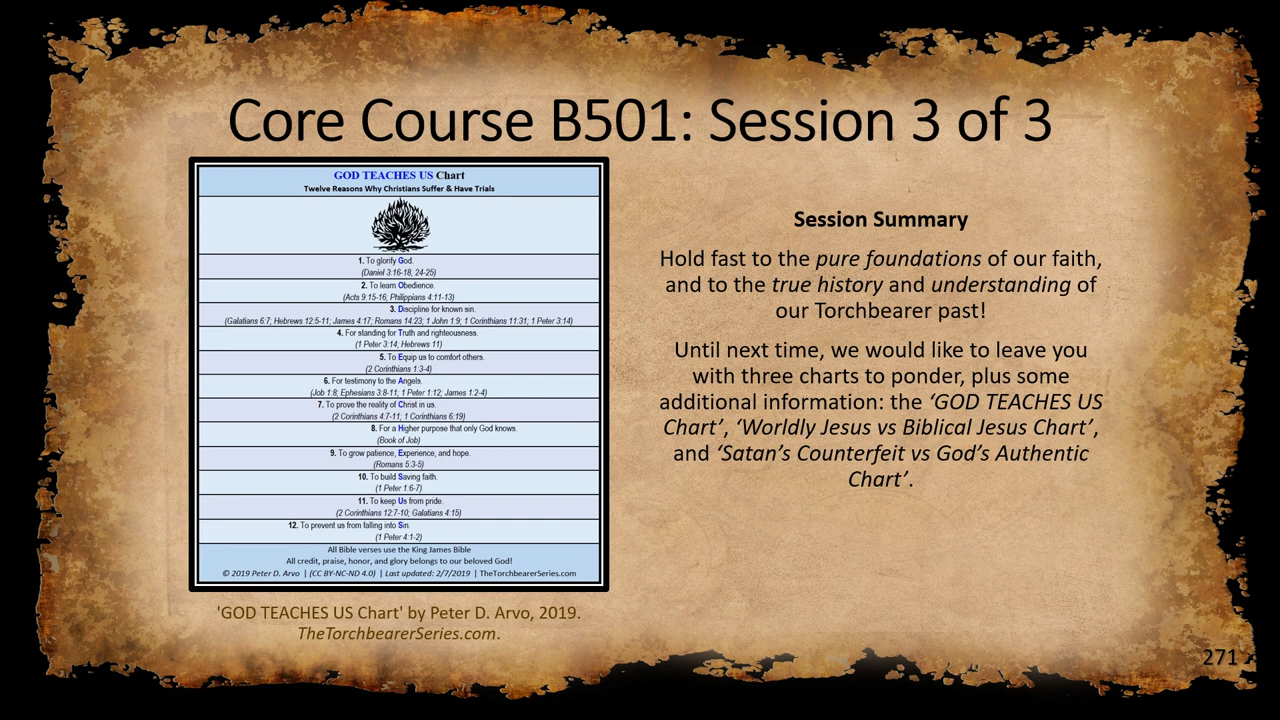 Core Course B501: Session 3 of 3
GOD TEACHES US Chart
Twelve Reasons Why Christians Suffer & Have Trials
1. To glorify God.
(Daniel 3:16-18, 24-25)
2. To learn Obedience.
(Acts 9:15-16; Philippians 4:11-13)
3. Discipline for known sin.
(Galatians 6:7; Hebrews 12:5-11; James 4:17; Romans 14:23; 1 John 1:9; 1 Corinthians 11:31; 1 Peter 3:14)
4. For standing for Truth and righteousness.
(1 Peter 3:14; Hebrews 11)
5. To Equip us to comfort others.
(2 Corinthians 1:3-4)
6. For testimony to the Angels.
(Job 1:8; Ephesians 3:8-11; 1 Peter 1:12; James 1:2-4)
7. To prove the reality of Christ in us.
(2 Corinthians 4:7-11; 1 Corinthians 6:19)
8. For a Higher purpose that only God knows.
(Book of Job)
9. To grow patience, Experience, and hope.
(Romans 5:3-5)
10. To build Saving faith.
(1 Peter 1:6-7)
11. To keep Us from pride.
(2 Corinthians 12:7-10; Galatians 4:15)
12. To prevent us from falling into Sin.
(1 Peter 4:1-2)
All Bible verses use the King James Bible
All credit, praise, honor, and glory belongs to our beloved God!
© 2019 Peter D. Arvo | (CC BY-NC-ND 4.0) | Last updated: 2/7/2019 | TheTorchbearerSeries.com
'GOD TEACHES US Chart' by Peter D. Arvo, 2019.
TheTorchbearerSeries.com.
Session Summary
Hold fast to the pure foundations of our faith,
and to the true history and understanding of
our Torchbearer past!
Until next time, we would like to leave you
with three charts to ponder, plus some
additional information: the ‘GOD TEACHES US
Chart’, ‘Worldly Jesus vs Biblical Jesus Chart’,
and ‘Satan’s Counterfeit vs God’s Authentic
Chart’.
271